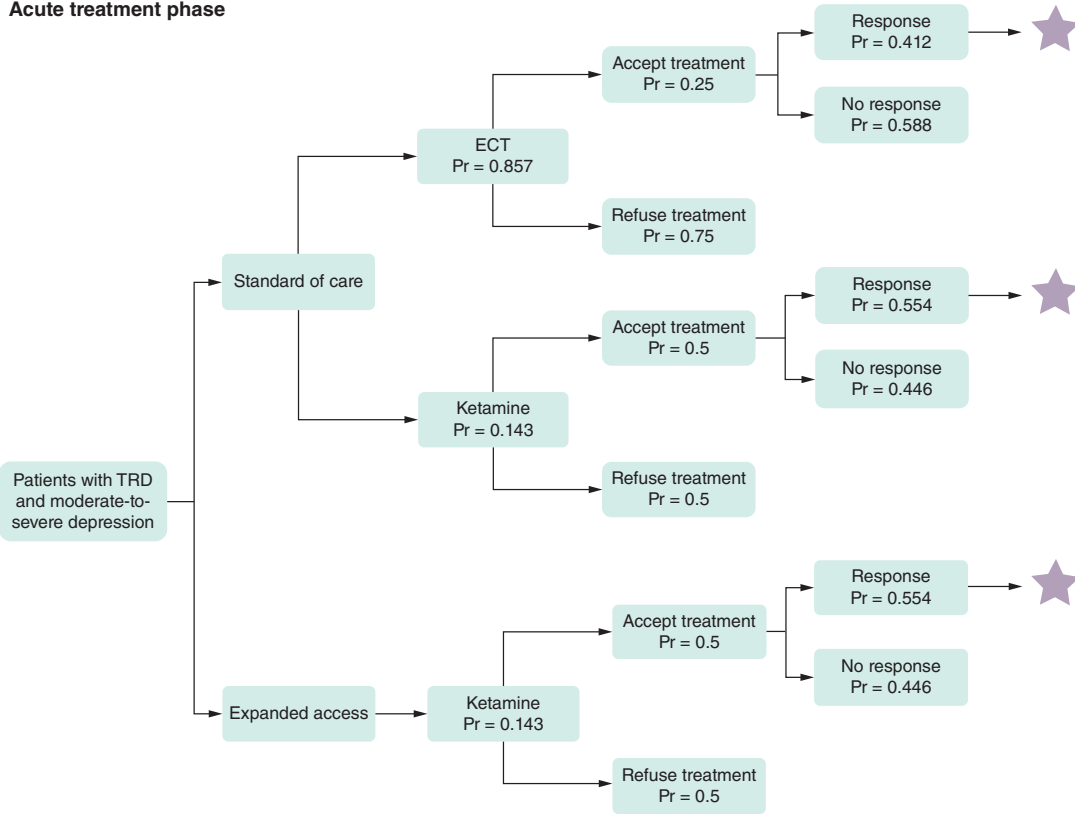 Acute treatment phase
Response
Pr = 0.412
Accept treatment
Pr = 0.25
No response
Pr = 0.588
ECT
Pr = 0.857
Refuse treatment
Pr = 0.75
Standard of care
Response
Pr = 0.554
Accept treatment
Pr = 0.5
No response
Pr = 0.446
Ketamine
Pr = 0.143
Refuse treatment
Pr = 0.5
Patients with TRD
and moderate-to-
severe depression
Response
Pr = 0.554
Accept treatment
Pr = 0.5
No response
Pr = 0.446
Expanded access
Ketamine
Pr = 0.143
Refuse treatment
Pr = 0.5